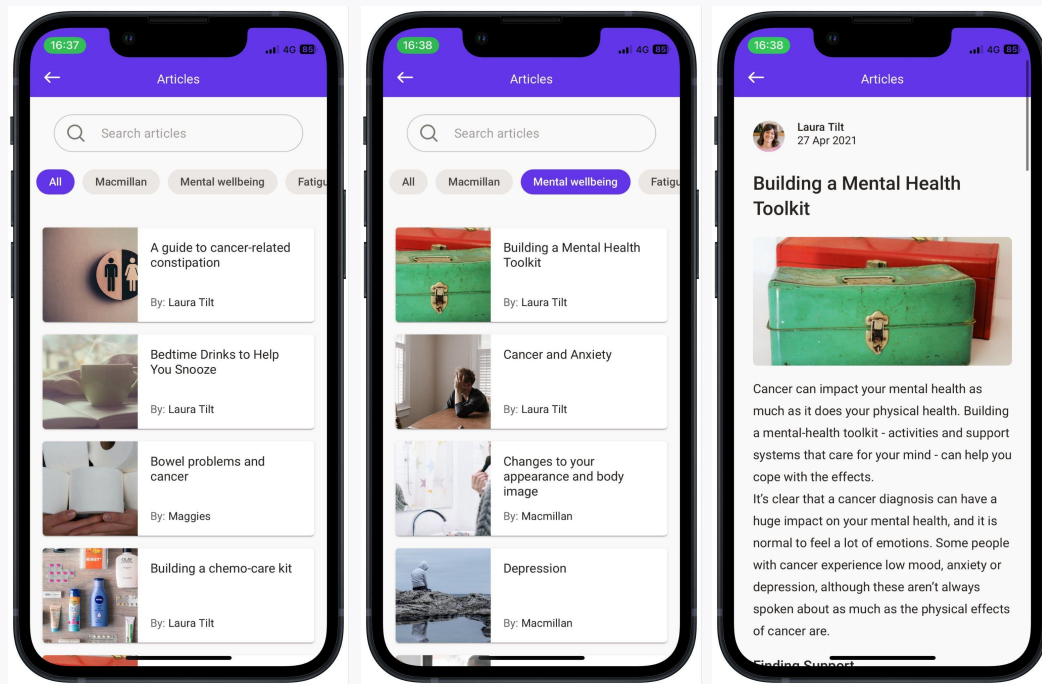 16:37
4G 85
Articles
Search articles
All Macmillan Mental wellbeing Fatigu
A guide to cancer-related
constipation
By: Laura Tilt
Bedtime Drinks to Help
You Snooze
By: Laura Tilt
Bowel problems and
cancer
By: Maggies
Building a chemo-care kit
By: Laura Tilt
16:38
4G 85
Articles
Search articles
All Macmillan Mental wellbeing Fatigu
Building a Mental Health
Toolkit
By: Laura Tilt
Cancer and Anxiety
By: Laura Tilt
Changes to your
appearance and body
image
By: Macmillan
Depression
By: Macmillan
16:38
4G 85
Articles
Laura Tilt
27 Apr 2021
Building a Mental Health
Toolkit
Cancer can impact your mental health as
much as it does your physical health. Building
a mental-health toolkit - activities and support
systems that care for your mind - can help you
cope with the effects.
It's clear that a cancer diagnosis can have a
huge impact on your mental health, and it is
normal to feel a lot of emotions. Some people
with cancer experience low mood, anxiety or
depression, although these aren't always
spoken about as much as the physical effects
of cancer are.
Finding Support